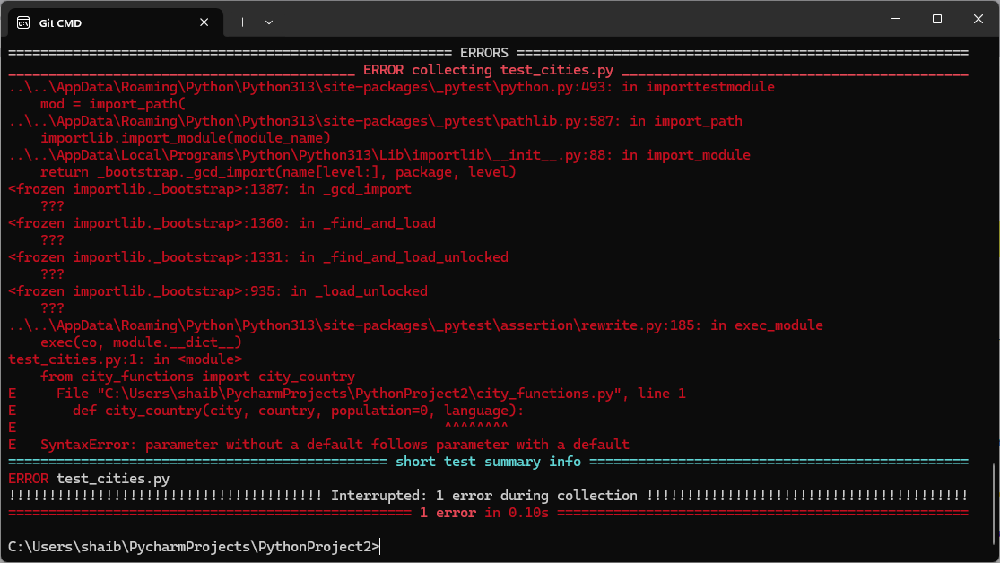 Git CMD
==================================================== ERRORS =====================================================
___________________________________________ ERROR collecting test_cities.py ___________________________________________
..\..\AppData\Roaming\Python\Python313\site-packages\_pytest\python.py:493: in importtestmodule
    mod = import_path(
..\..\AppData\Roaming\Python\Python313\site-packages\_pytest\pathlib.py:587: in import_path
    importlib.import_module(module_name)
..\..\AppData\Local\Programs\Python\Python313\Lib\importlib\__init__.py:88: in import_module
    return _bootstrap._gcd_import(name[level:], package, level)
<frozen importlib._bootstrap>:1387: in _gcd_import
    ???
<frozen importlib._bootstrap>:1360: in _find_and_load
    ???
<frozen importlib._bootstrap>:1331: in _find_and_load_unlocked
    ???
<frozen importlib._bootstrap>:935: in _load_unlocked
    ???
..\..\AppData\Roaming\Python\Python313\site-packages\_pytest\assertion\rewrite.py:185: in exec_module
    exec(co, module.__dict__)
test_cities.py:1: in <module>
    from city_functions import city_country
E     File "C:\Users\shaib\PycharmProjects\PythonProject2\city_functions.py", line 1
E       def city_country(city, country, population=0, language):
E                                                     ^^^^^^^^
E   SyntaxError: parameter without a default follows parameter with a default
=============================================== short test summary info ===============================================
ERROR test_cities.py
!!!!!!!!!!!!!!!!!!!!!!!!!!!!!!!!!!!!!!! Interrupted: 1 error during collection !!!!!!!!!!!!!!!!!!!!!!!!!!!!!!!!!!!!!!!!
================================================== 1 error in 0.10s ===================================================
C:\Users\shaib\PycharmProjects\PythonProject2>